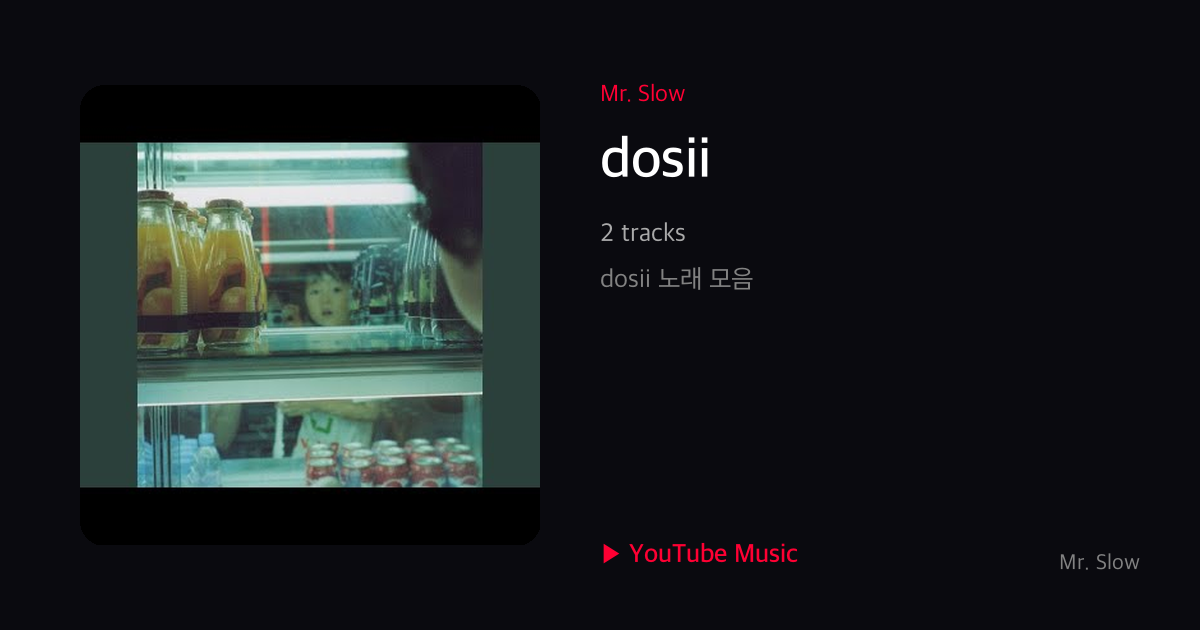 Mr. Slow
dosii
2 tracks
dosii 노래 모음
YouTube Music
Mr. Slow